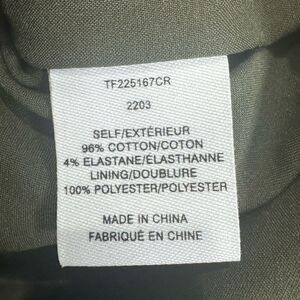 TF225167CR
2203
SELF/EXTÉRIEUR
96% COTTON/COTON
4% ELASTANE/ÉLASTHANNE
LINING/DOUBLURE
100% POLYESTER/POLYESTER
MADE IN CHINA
FABRIQUÉ EN CHINE